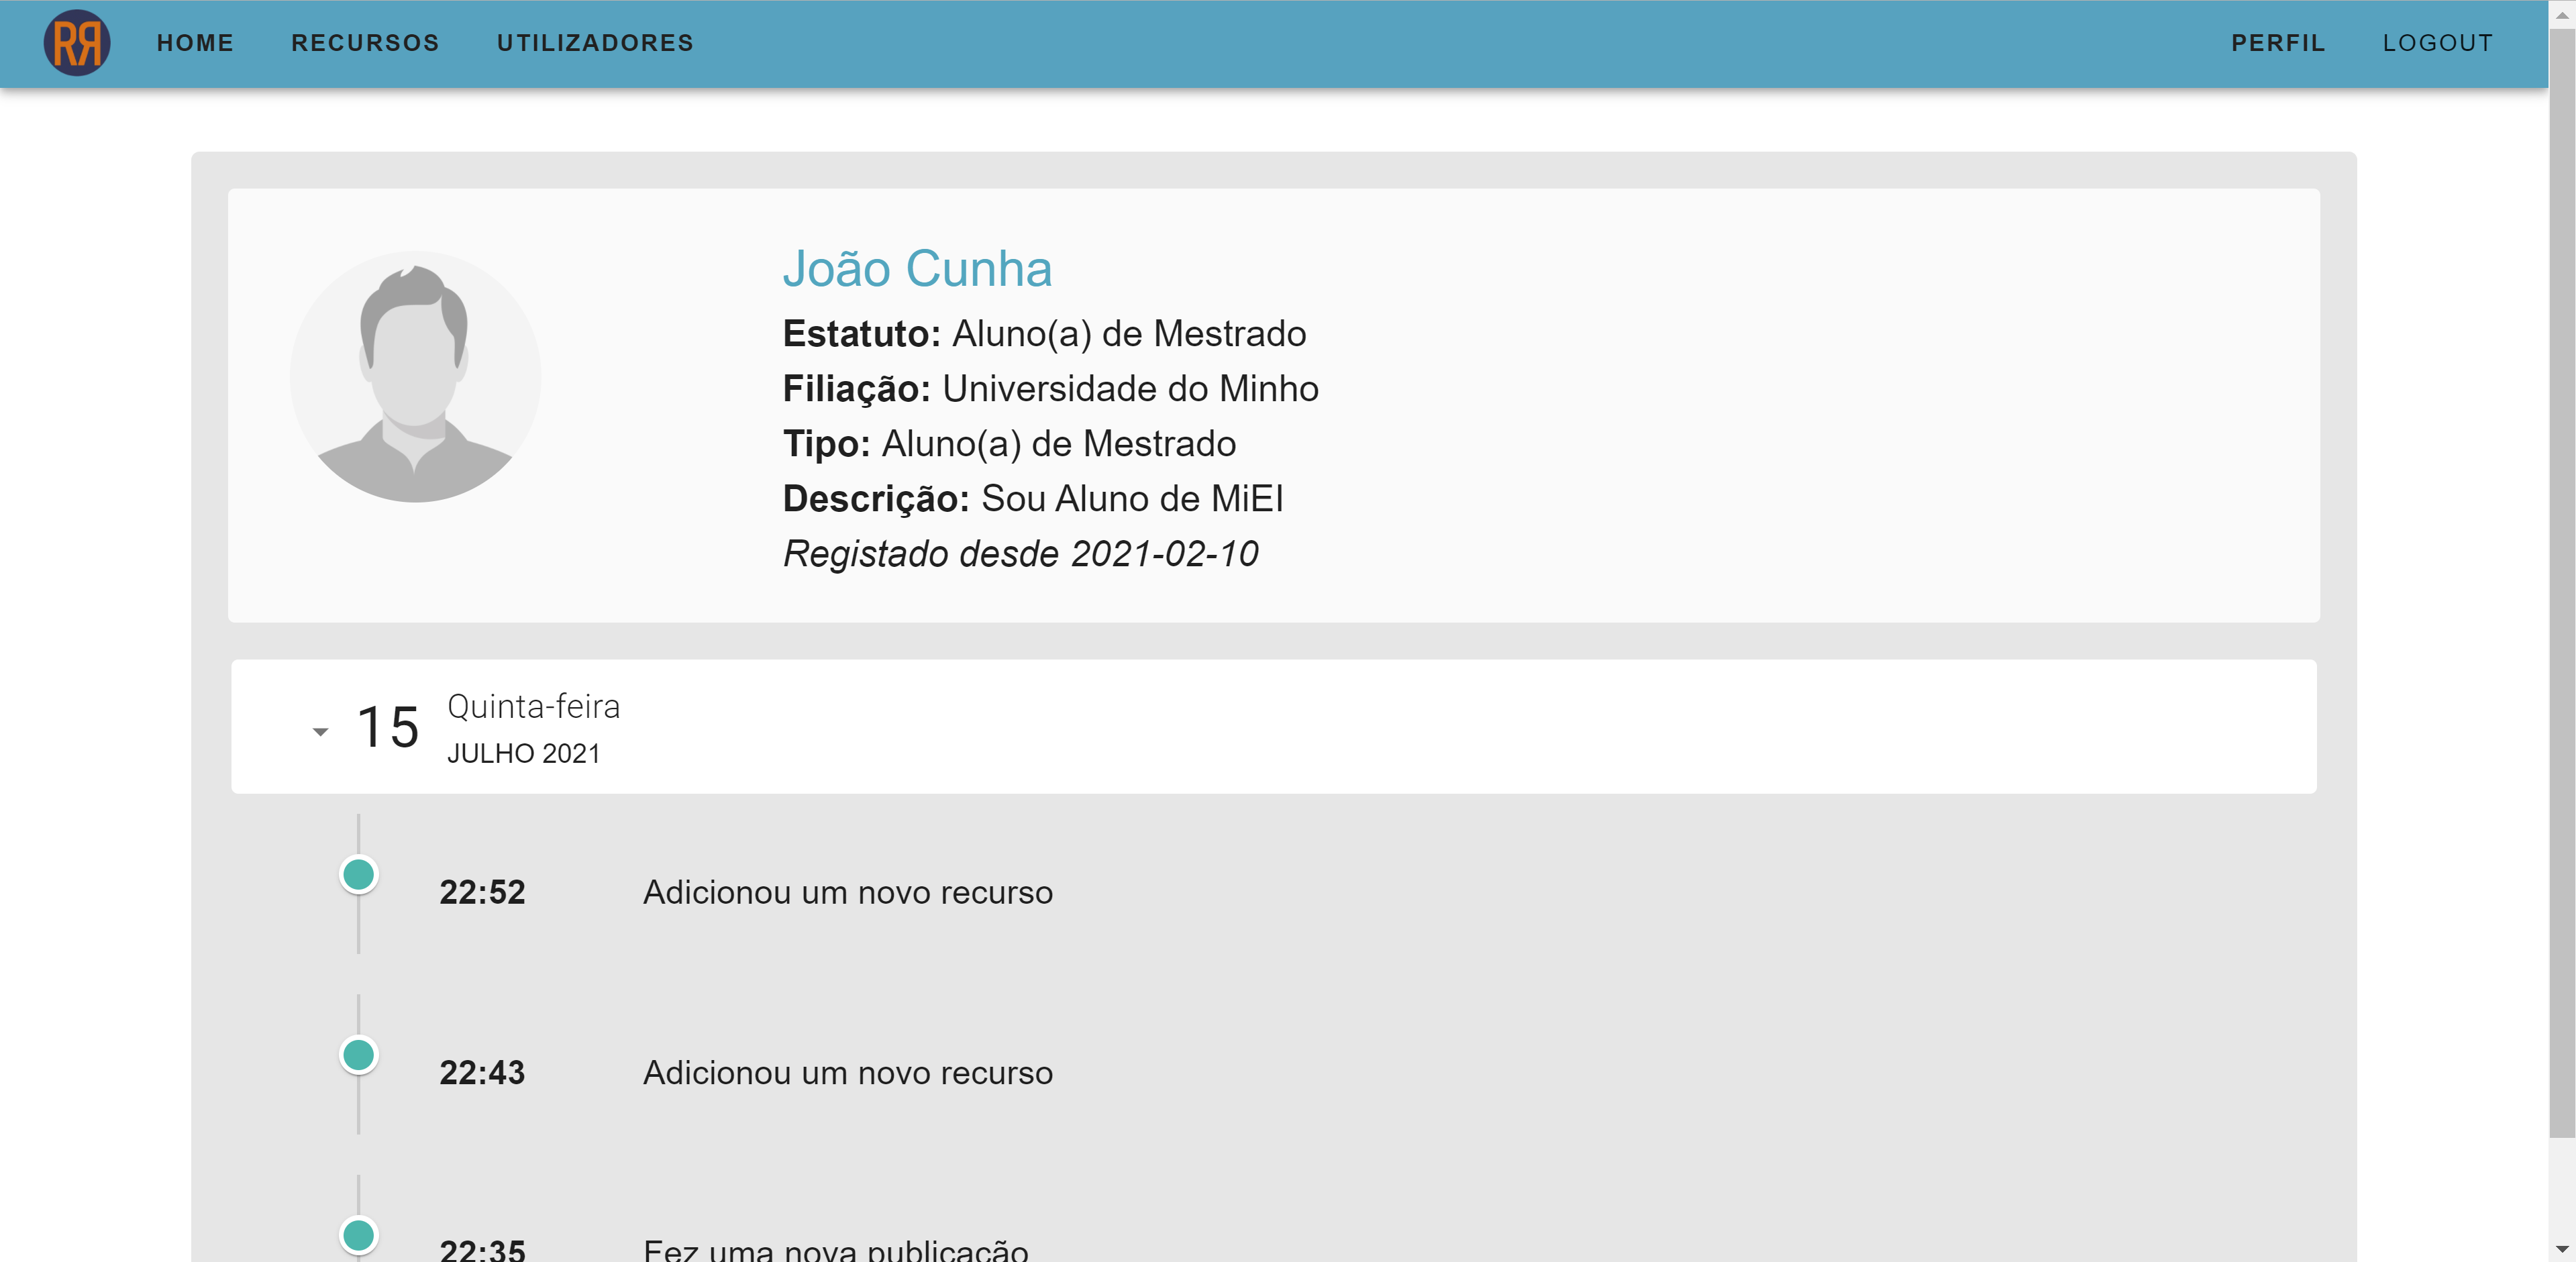 RR HOME RECURSOS UTILIZADORES PERFIL LOGOUT
João Cunha
Estatuto: Aluno(a) de Mestrado
Filiação: Universidade do Minho
Tipo: Aluno(a) de Mestrado
Descrição: Sou Aluno de MiEI
Registado desde 2021-02-10
15 Quinta-feira
JULHO 2021
22:52 Adicionou um novo recurso
22:43 Adicionou um novo recurso
22:35 Fez uma nova publicação